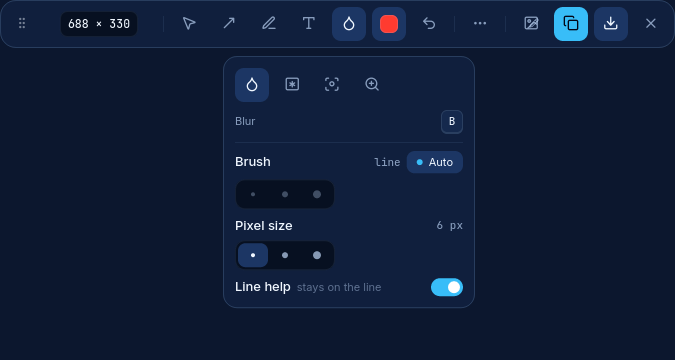 688 × 330
Blur B
Brush line Auto
Pixel size 6 px
Line help stays on the line